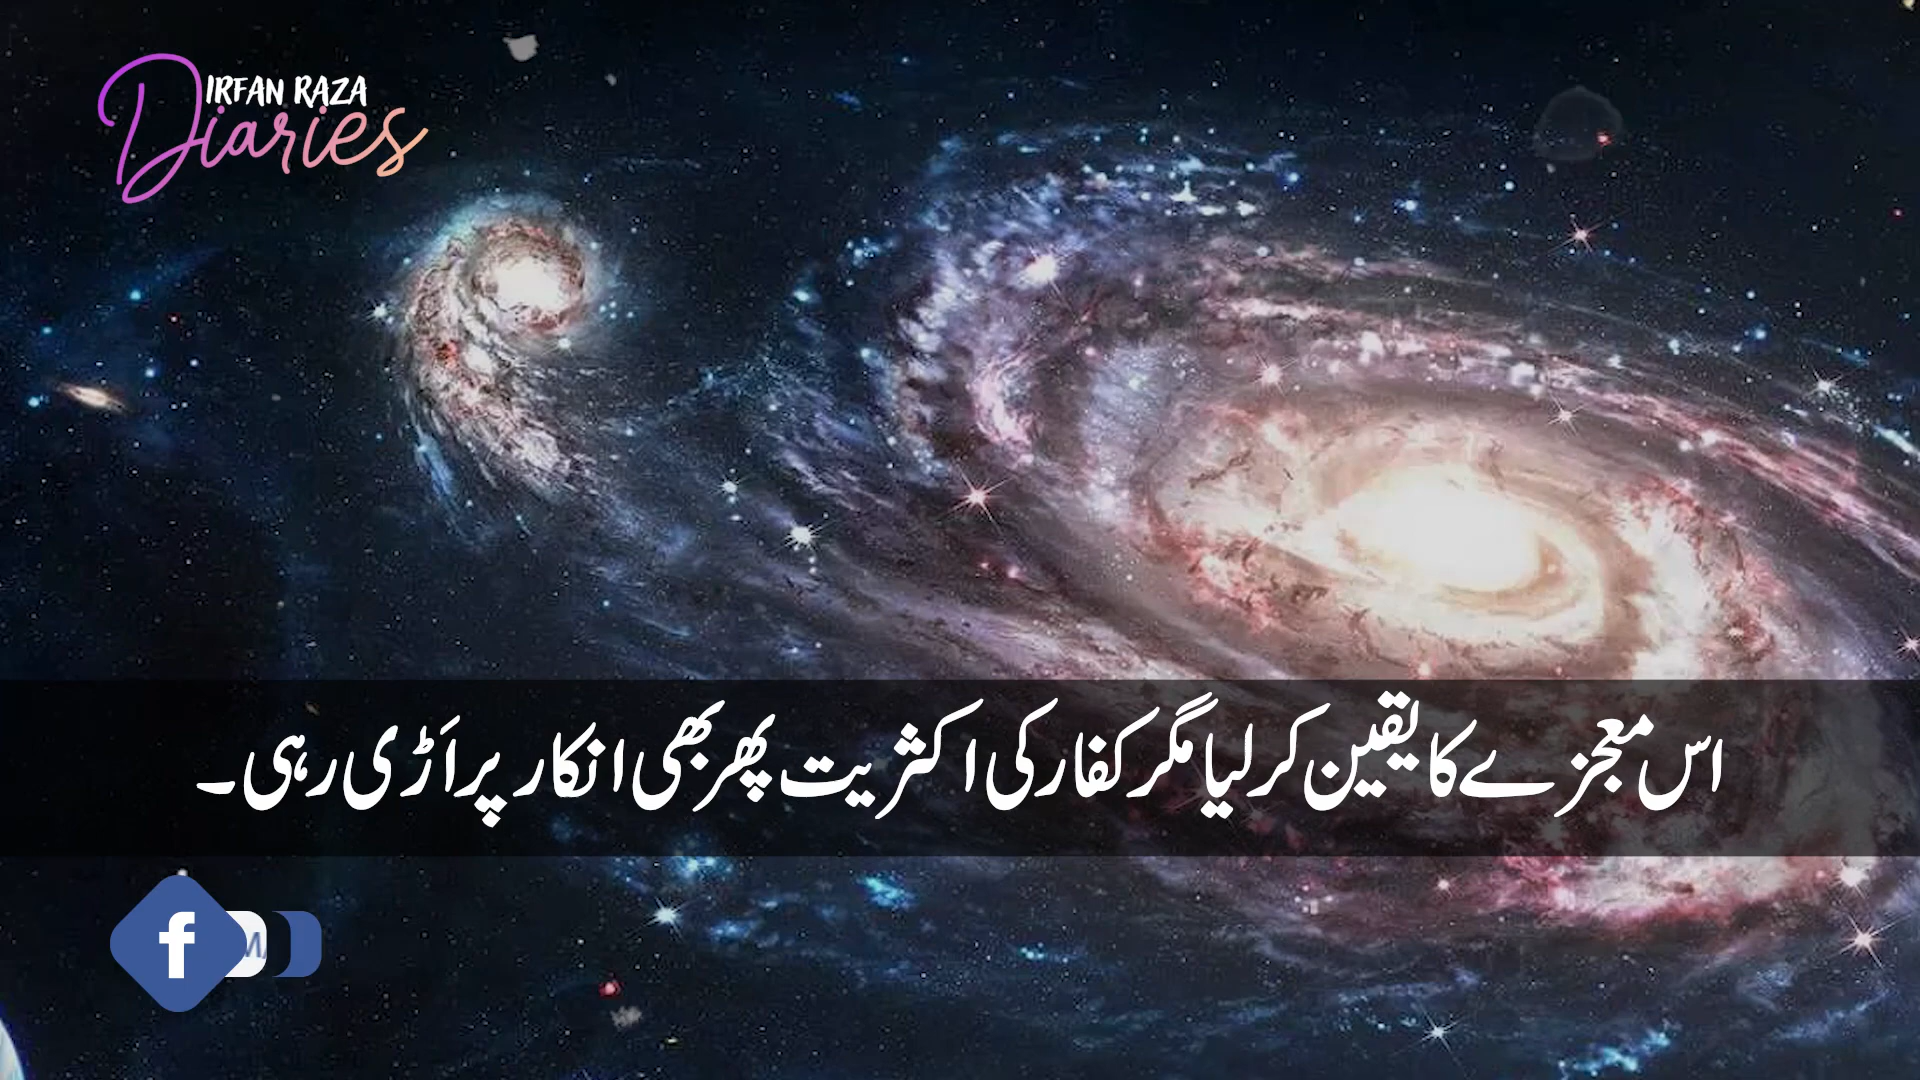 IRFAN RAZA
Diaries
اس معجزے کا یقین کر لیا مگر کفار کی اکثریت پھر بھی انکار پر اَڑی رہی۔
f